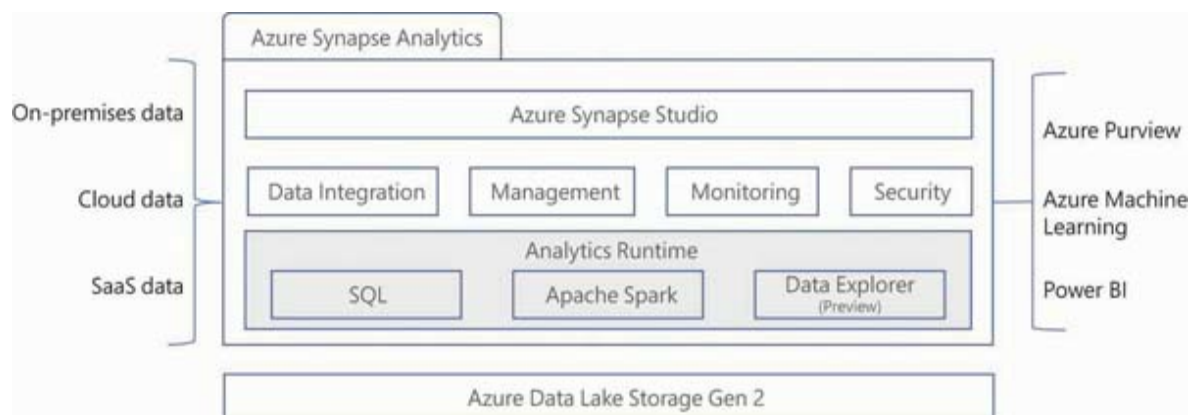 Azure Synapse Analytics
On-premises data
Cloud data
SaaS data
Azure Synapse Studio
Data Integration
Management
Monitoring
Security
Analytics Runtime
SQL
Apache Spark
Data Explorer
(Preview)
Azure Purview
Azure Machine
Learning
Power BI
Azure Data Lake Storage Gen 2